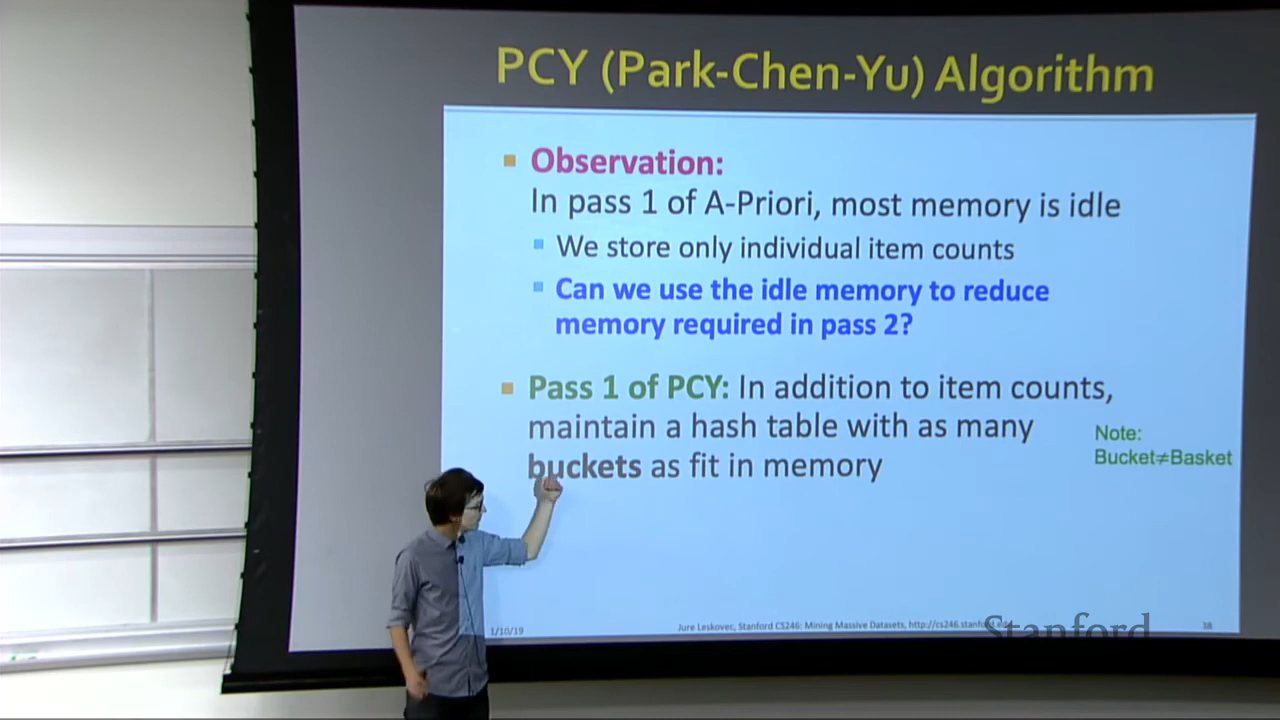 PCY (Park-Chen-Yu) Algorithm
Observation:
In pass 1 of A-Priori, most memory is idle
We store only individual item counts
Can we use the idle memory to reduce
memory required in pass 2?
Pass 1 of PCY: In addition to item counts,
maintain a hash table with as many
buckets as fit in memory
Note:
Bucket≠Basket
1/10/19
Jure Leskovec, Stanford CS246: Mining Massive Datasets, http://cs246.stanford.edu
38
Stanford